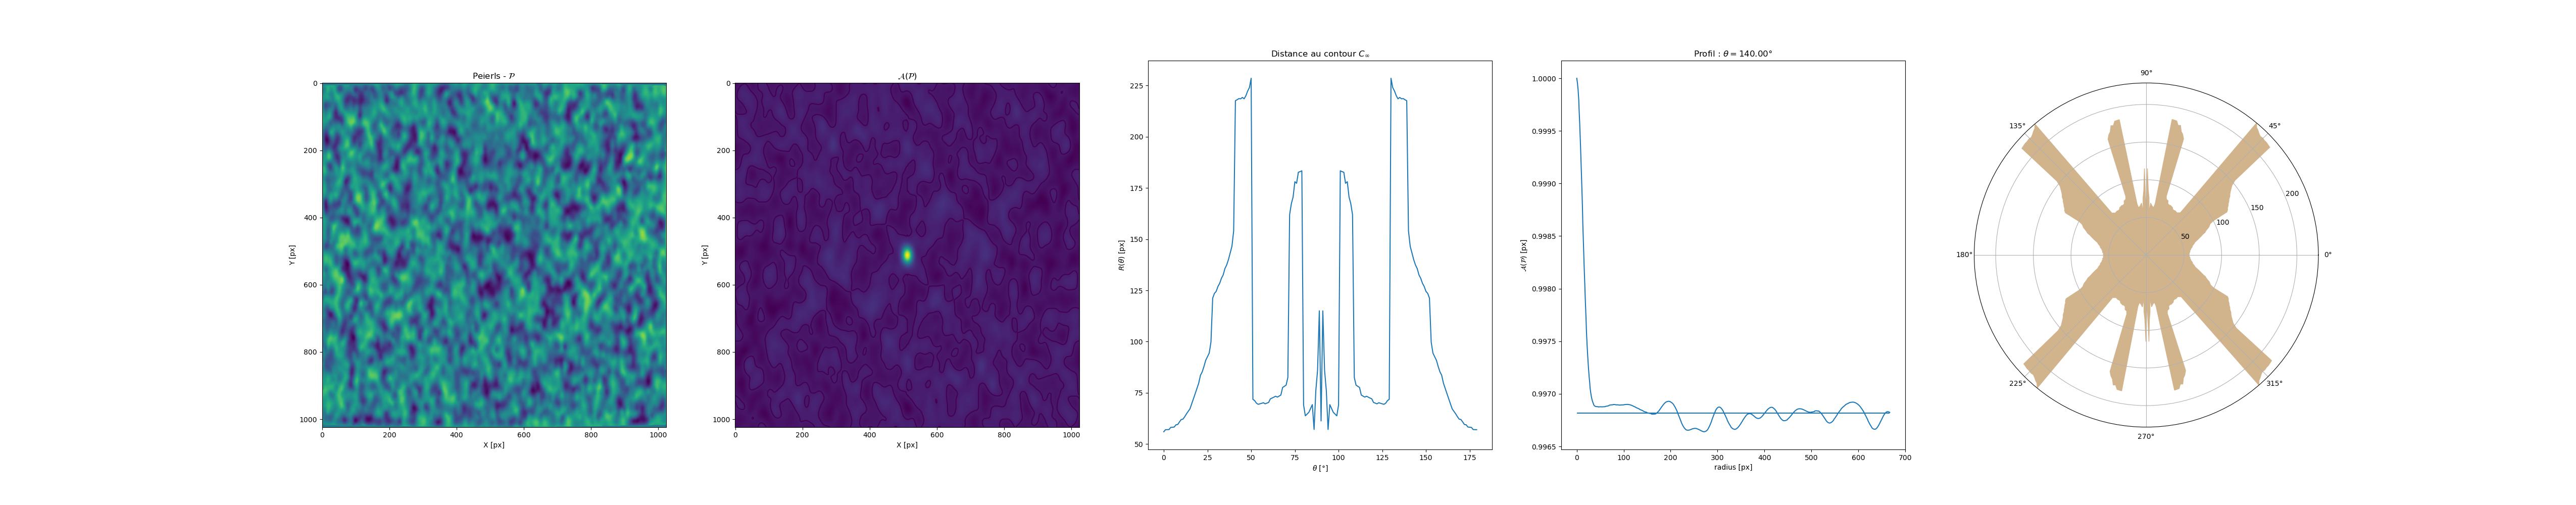 Peierls - 𝒫
0
200
400
600
800
1000
Y [px]
0 200 400 600 800 1000
X [px]
𝒜(𝒫)
0
200
400
600
800
1000
Y [px]
0 200 400 600 800 1000
X [px]
Distance au contour C∞
225
200
175
150
125
100
75
50
R(θ) [px]
0 25 50 75 100 125 150 175
θ [°]
Profil : θ = 140.00°
1.0000
0.9995
0.9990
0.9985
0.9980
0.9975
0.9970
0.9965
𝒜(𝒫) [px]
0 100 200 300 400 500 600 700
radius [px]
90°
135° 45°
200
150
100
50
180° 0°
225° 315°
270°